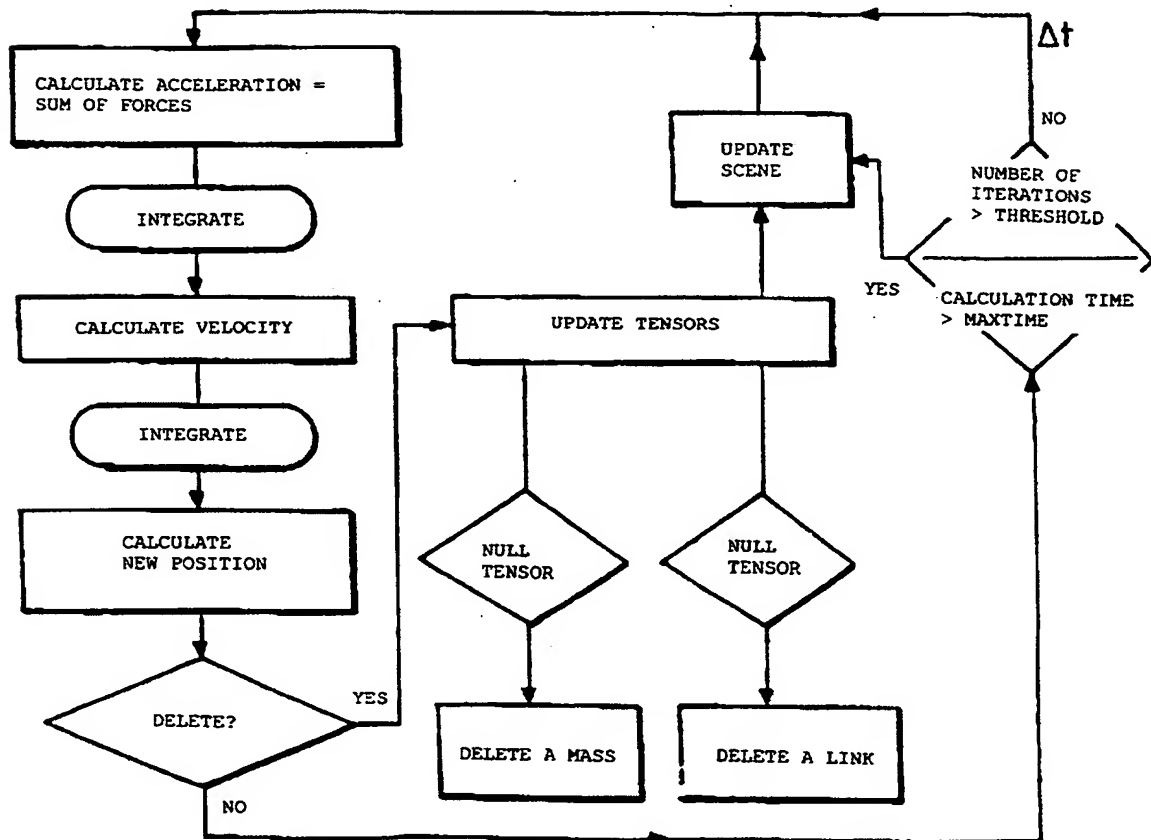 CALCULATE ACCELERATION =
SUM OF FORCES
INTEGRATE
CALCULATE VELOCITY
INTEGRATE
CALCULATE
NEW POSITION
DELETE?
YES
NO
UPDATE TENSORS
NULL
TENSOR
NULL
TENSOR
DELETE A MASS
DELETE A LINK
UPDATE
SCENE
Δt
NO
NUMBER OF
ITERATIONS
> THRESHOLD
YES
CALCULATION TIME
> MAXTIME